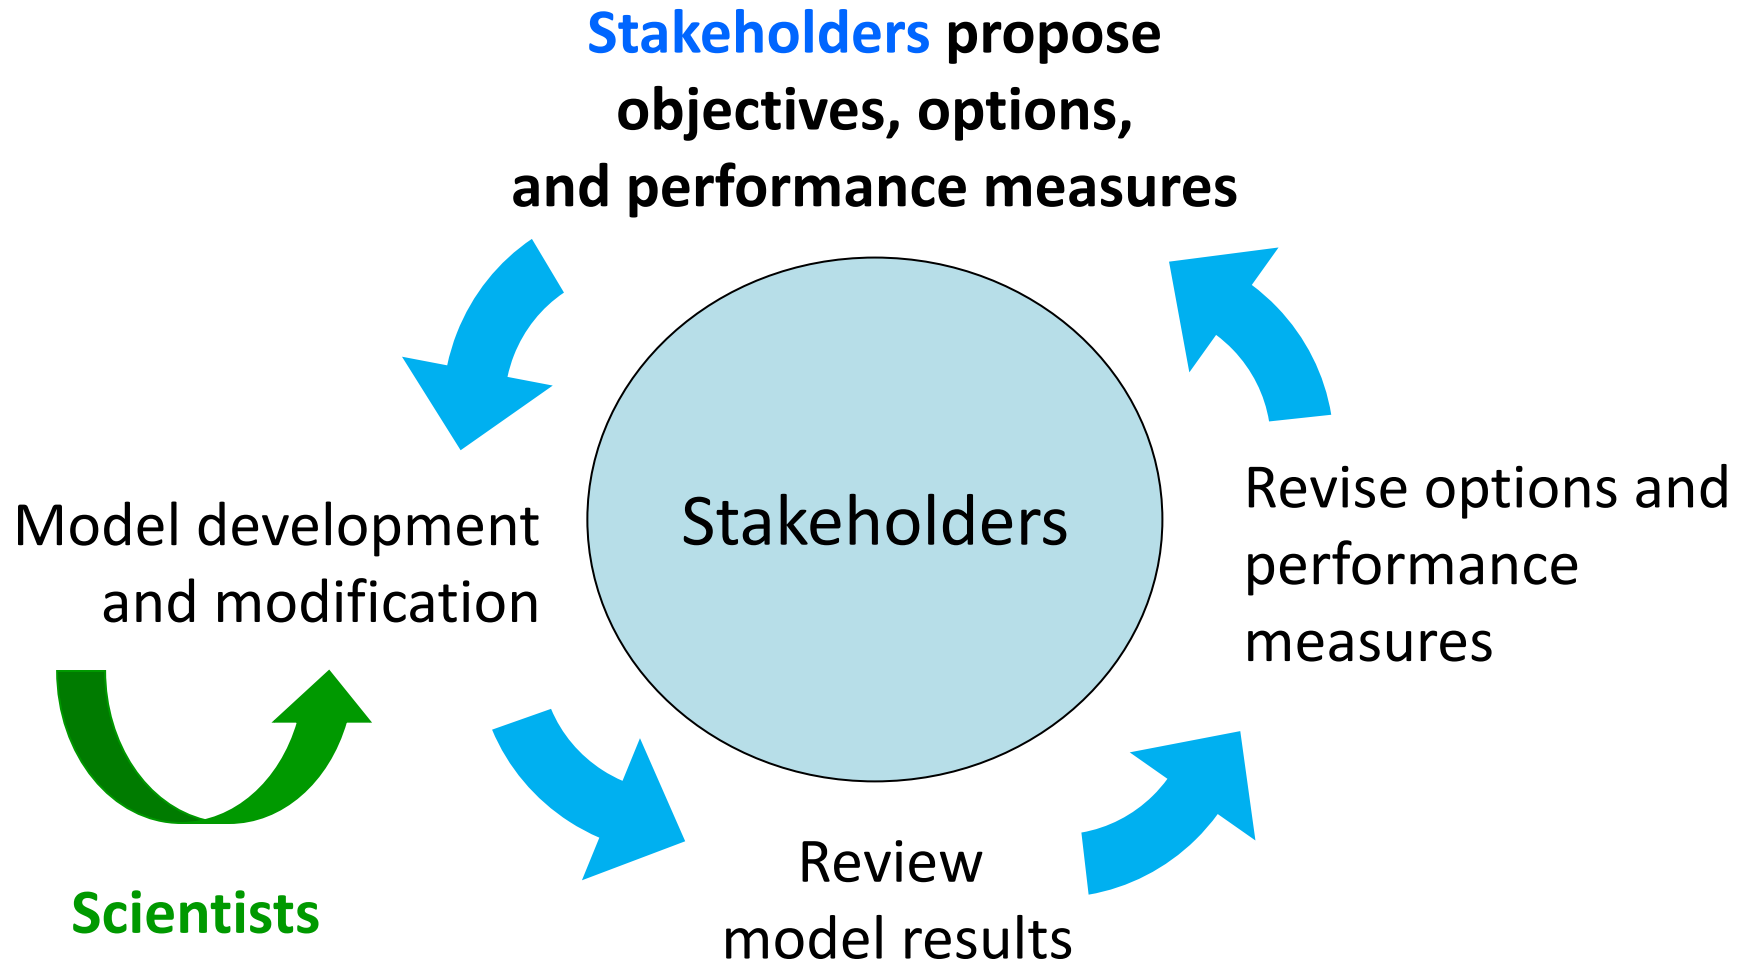 Stakeholders propose
objectives, options,
and performance measures
Model development
and modification
Stakeholders
Revise options and
performance
measures
Review
model results
Scientists